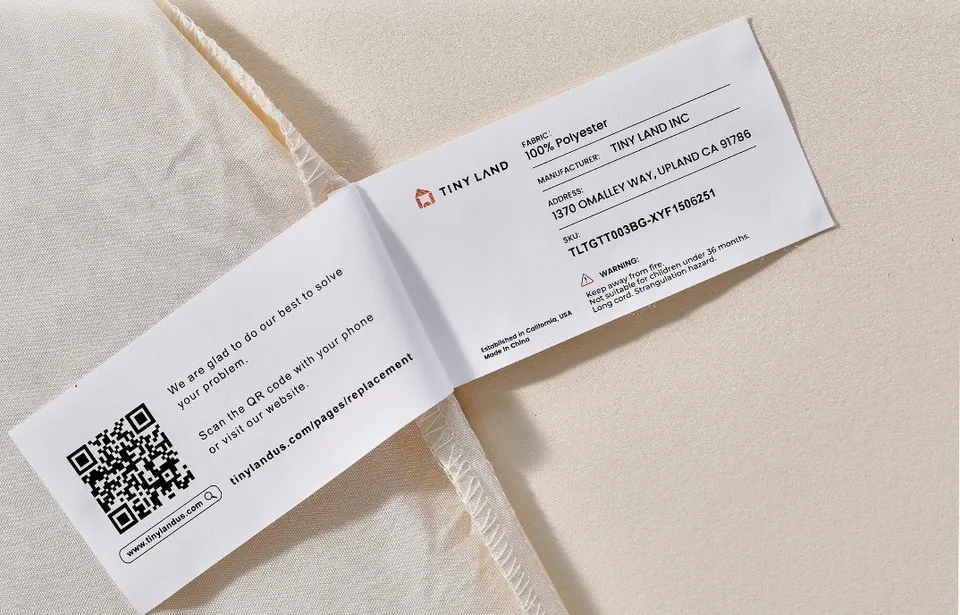 We are glad to do our best to solve
your problem.
Scan the QR code with your phone
or visit our website.
tinylandus.com/pages/replacement
www.tinylandus.com
TINY LAND
FABRIC:
100% Polyester
MANUFACTURER: TINY LAND INC
ADDRESS:
1370 OMALLEY WAY, UPLAND CA 91786
SKU:
TLTGTT003BG-XYF1506251
WARNING:
Keep away from fire.
Not suitable for children under 36 months.
Long cord. Strangulation hazard.
Established in California, USA
Made in China